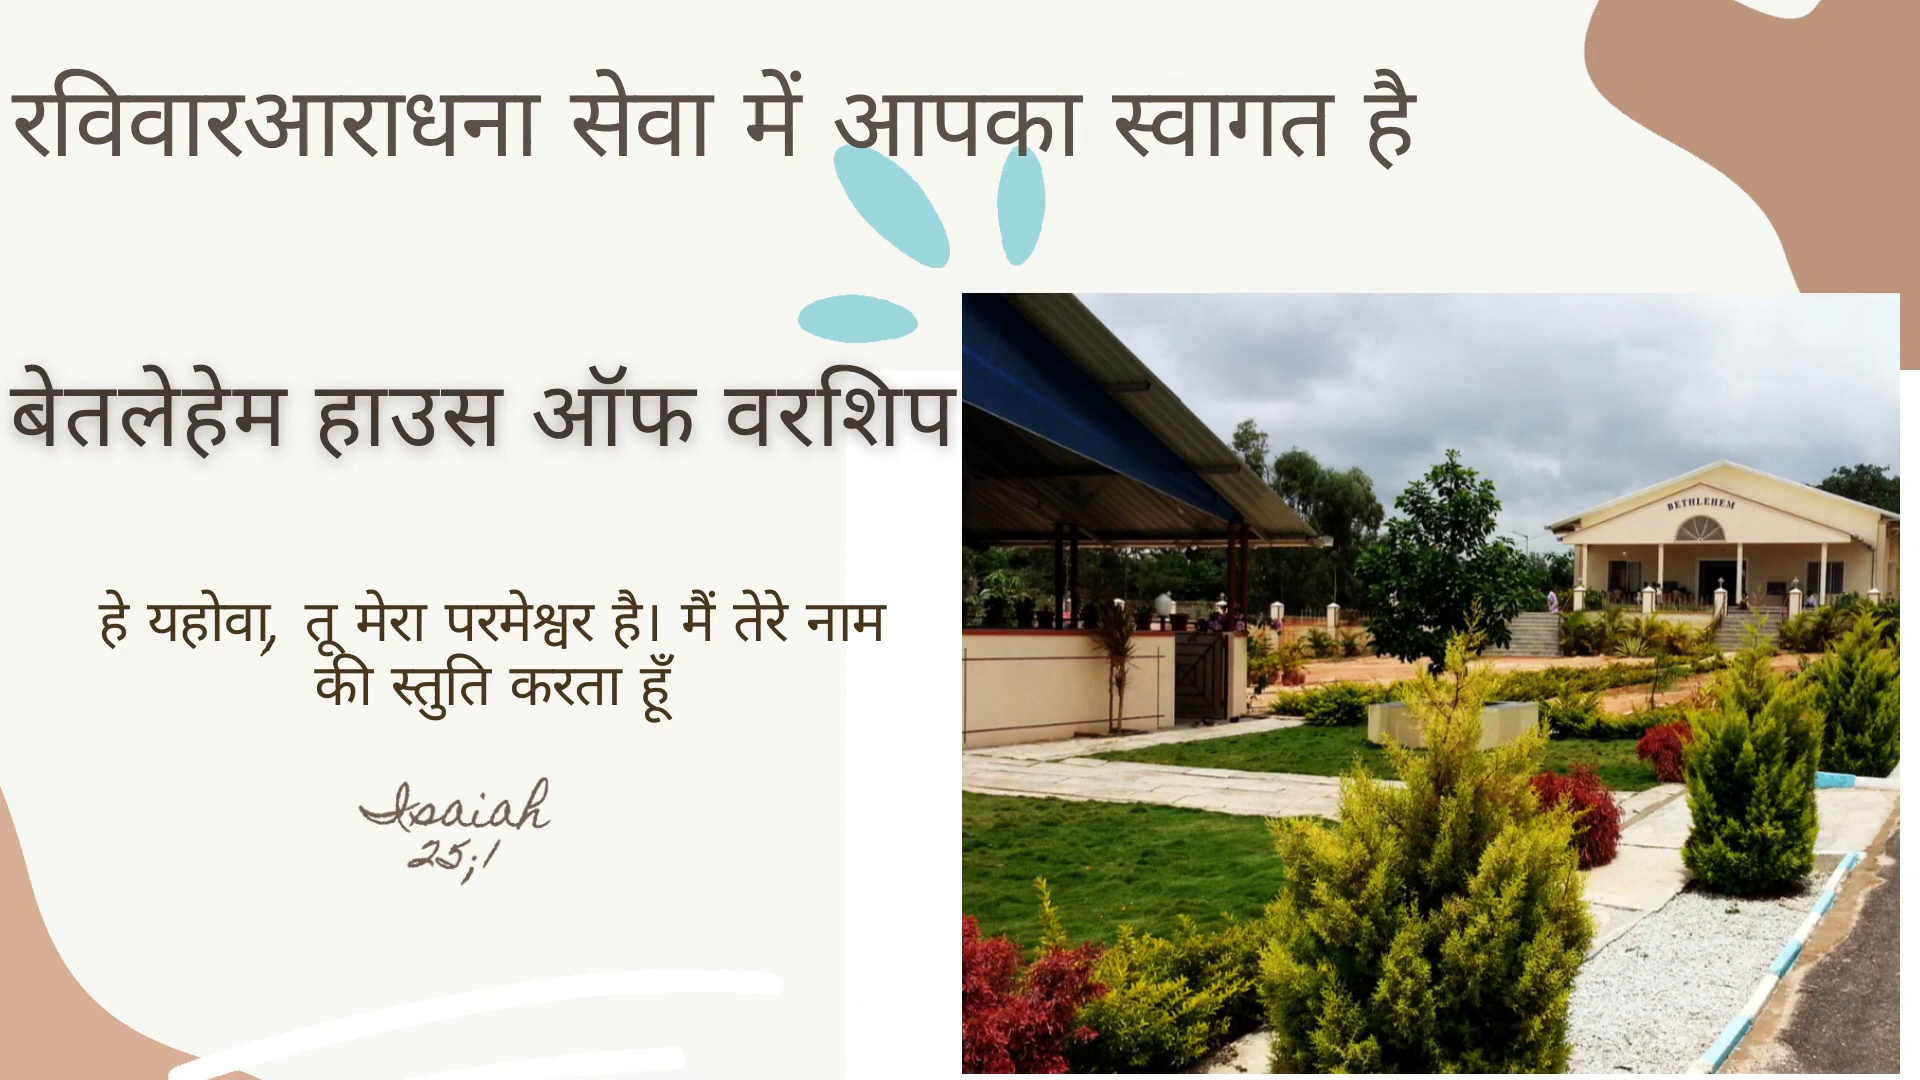 रविवारआराधना सेवा में आपका स्वागत है
बेतलेहेम हाउस ऑफ वरशिप
BETHLEHEM
हे यहोवा, तू मेरा परमेश्वर है। मैं तेरे नाम
की स्तुति करता हूँ
Isaiah
25;1